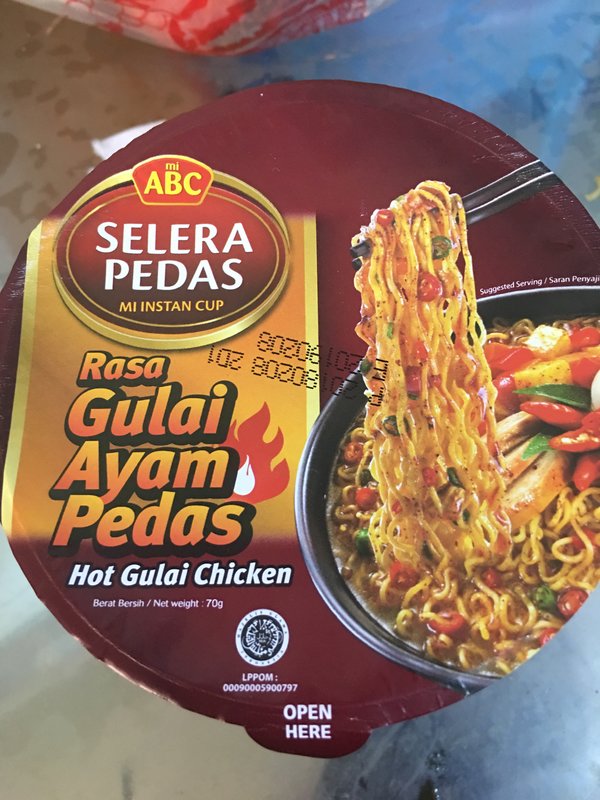 mi
ABC
SELERA
PEDAS
MI INSTAN CUP
Rasa
Gulai
Ayam
Pedas
Hot Gulai Chicken
Berat Bersih / Net weight : 70g
LPPOM :
00090005900797
OPEN
HERE
Suggested Serving / Saran Penyaji